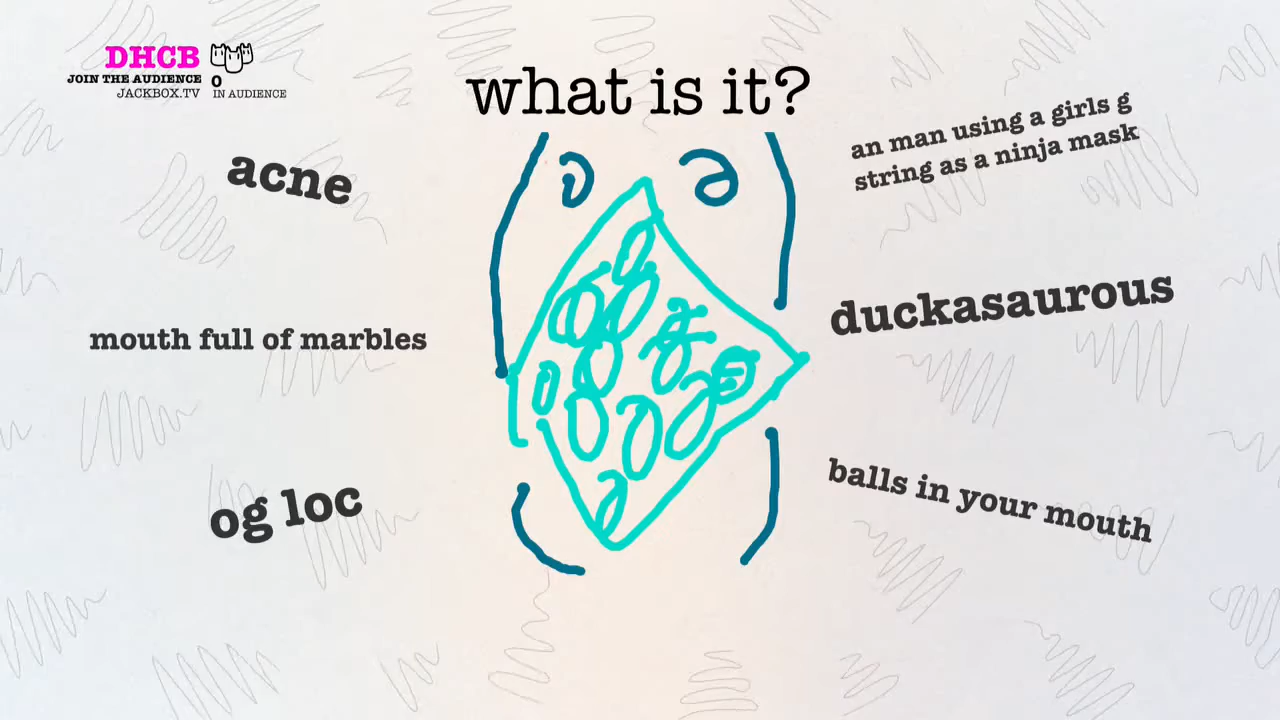 DHCB
JOIN THE AUDIENCE
JACKBOX.TV
0
IN AUDIENCE
what is it?
acne
an man using a girls g
string as a ninja mask
mouth full of marbles
duckasaurous
og loc
balls in your mouth